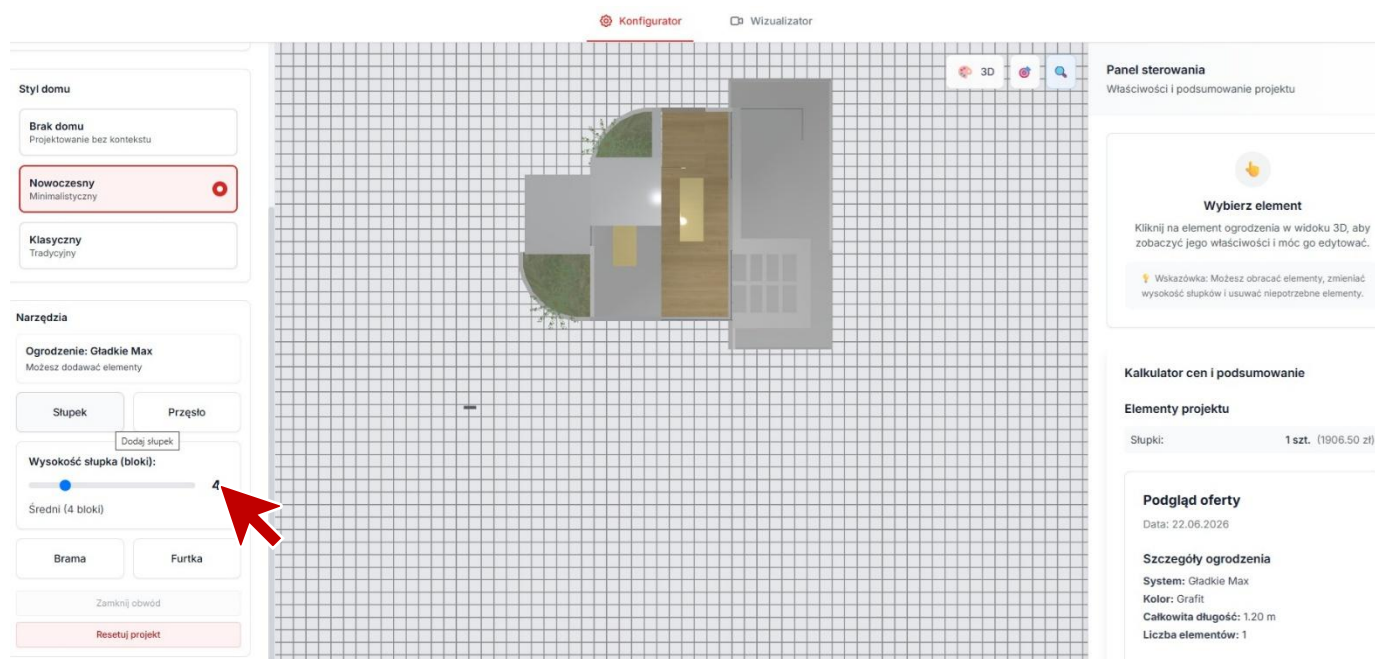 Konfigurator
Wizualizator
Styl domu
Brak domu
Projektowanie bez kontekstu
Nowoczesny
Minimalistyczny
Klasyczny
Tradycyjny
Narzędzia
Ogrodzenie: Gładkie Max
Możesz dodawać elementy
Słupek
Przęsło
Dodaj słupek
Wysokość słupka (bloki):
4
Średni (4 bloki)
Brama
Furtka
Zamknij obwód
Resetuj projekt
3D
Panel sterowania
Właściwości i podsumowanie projektu
Wybierz element
Kliknij na element ogrodzenia w widoku 3D, aby
zobaczyć jego właściwości i móc go edytować.
Wskazówka: Możesz obracać elementy, zmieniać
wysokość słupków i usuwać niepotrzebne elementy.
Kalkulator cen i podsumowanie
Elementy projektu
Słupki: 1 szt. (1906.50 zł)
Podgląd oferty
Data: 22.06.2026
Szczegóły ogrodzenia
System: Gładkie Max
Kolor: Grafit
Całkowita długość: 1.20 m
Liczba elementów: 1